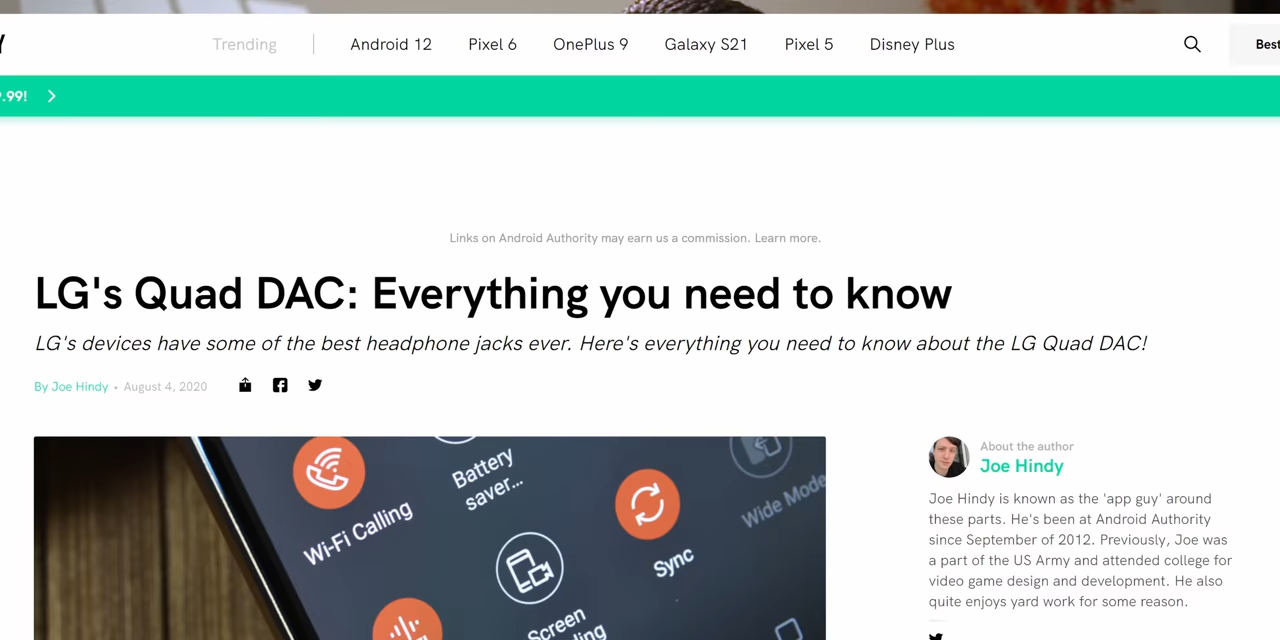 Trending
Android 12
Pixel 6
OnePlus 9
Galaxy S21
Pixel 5
Disney Plus
Best
.99!
Links on Android Authority may earn us a commission. Learn more.
LG's Quad DAC: Everything you need to know
LG's devices have some of the best headphone jacks ever. Here's everything you need to know about the LG Quad DAC!
By Joe Hindy • August 4, 2020
Wi-Fi Calling
Battery
saver...
Sync
Wide Mode
Screen
About the author
Joe Hindy
Joe Hindy is known as the 'app guy' around
these parts. He's been at Android Authority
since September of 2012. Previously, Joe was
a part of the US Army and attended college for
video game design and development. He also
quite enjoys yard work for some reason.